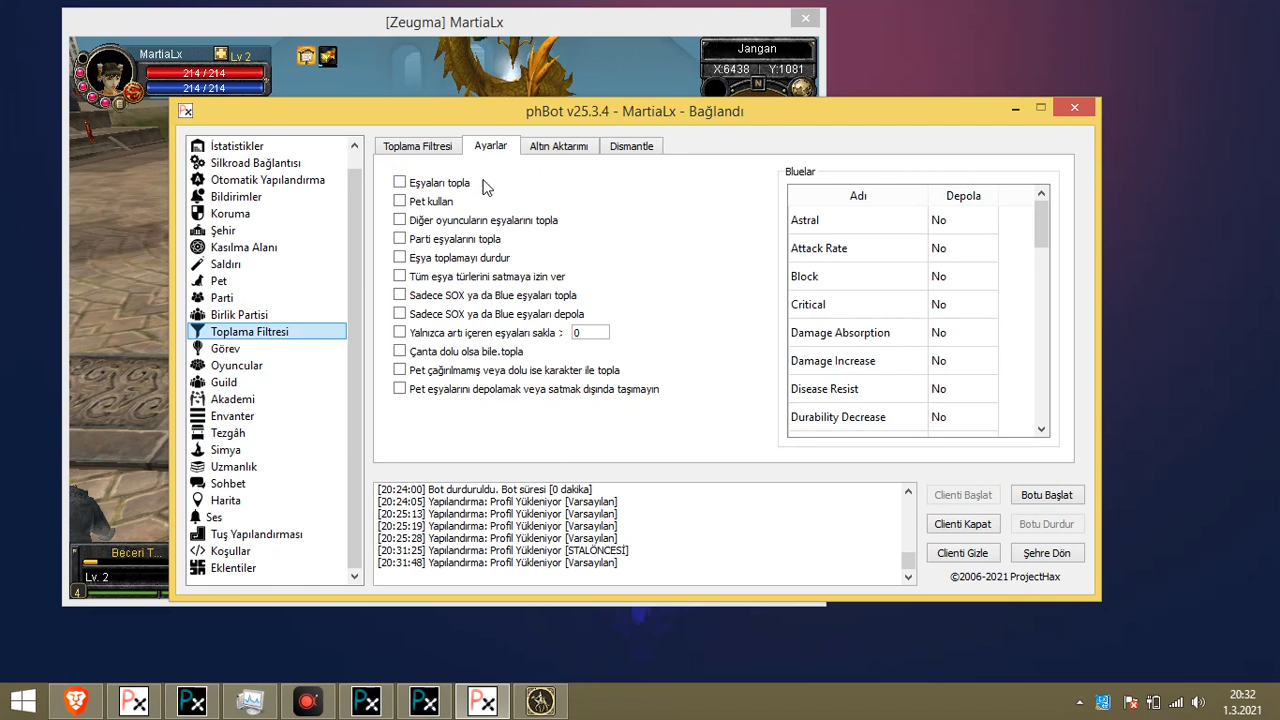 [Zeugma] MartiaLx
MartiaLx
Lv 2
214 / 214
214 / 214
Jangan
X:6438 Y:1081
N
phBot v25.3.4 - MartiaLx - Bağlandı
İstatistikler
Silkroad Bağlantısı
Otomatik Yapılandırma
Bildirimler
Koruma
Şehir
Kasılma Alanı
Saldırı
Pet
Parti
Birlik Partisi
Toplama Filtresi
Görev
Oyuncular
Guild
Akademi
Envanter
Tezgâh
Simya
Uzmanlık
Sohbet
Harita
Ses
Tuş Yapılandırması
Koşullar
Eklentiler
Toplama Filtresi
Ayarlar
Altın Aktarımı
Dismantle
Eşyaları topla
Pet kullan
Diğer oyuncuların eşyalarını topla
Parti eşyalarını topla
Eşya toplamayı durdur
Tüm eşya türlerini satmaya izin ver
Sadece SOX ya da Blue eşyaları topla
Sadece SOX ya da Blue eşyaları depola
Yalnızca artı içeren eşyaları sakla : 0
Çanta dolu olsa bile topla
Pet çağırılmamış veya dolu ise karakter ile topla
Pet eşyalarını depolamak veya satmak dışında taşımayın
Bluelar
Adı Depola
Astral No
Attack Rate No
Block No
Critical No
Damage Absorption No
Damage Increase No
Disease Resist No
Durability Decrease No
[20:24:00] Bot durduruldu. Bot süresi [0 dakika]
[20:24:05] Yapılandırma: Profil Yükleniyor [Varsayılan]
[20:25:13] Yapılandırma: Profil Yükleniyor [Varsayılan]
[20:25:19] Yapılandırma: Profil Yükleniyor [Varsayılan]
[20:25:28] Yapılandırma: Profil Yükleniyor [Varsayılan]
[20:31:25] Yapılandırma: Profil Yükleniyor [STALÖNCESİ]
[20:31:48] Yapılandırma: Profil Yükleniyor [Varsayılan]
Clienti Başlat
Botu Başlat
Clienti Kapat
Botu Durdur
Clienti Gizle
Şehre Dön
©2006-2021 ProjectHax
Beceri T...
Lv. 2
4
Px
Px
Px
Px
Px
20:32
1.3.2021